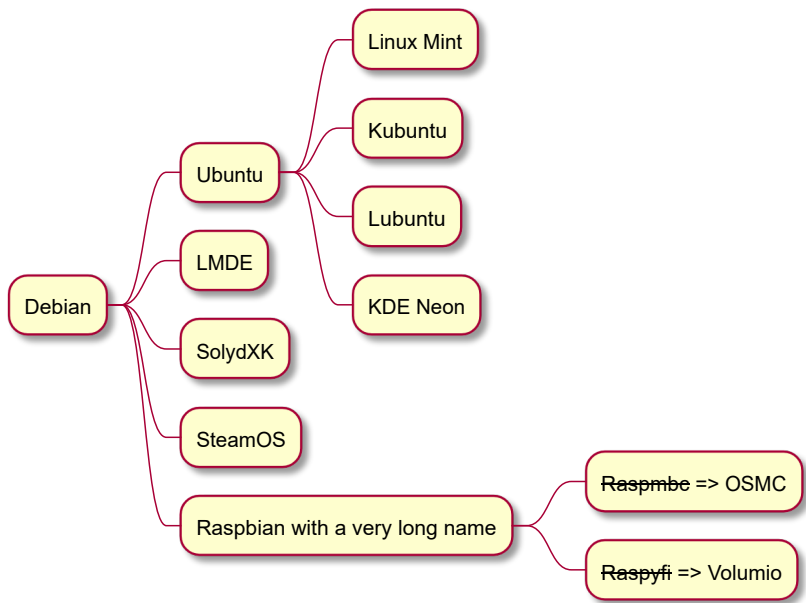 Linux Mint
Kubuntu
Ubuntu
Lubuntu
LMDE
KDE Neon
Debian
SolydXK
SteamOS
Raspmbc => OSMC
Raspbian with a very long name
Raspyfi => Volumio